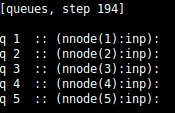 [queues, step 194]
q 1  :: (nnode(1):inp):
q 2  :: (nnode(2):inp):
q 3  :: (nnode(3):inp):
q 4  :: (nnode(4):inp):
q 5  :: (nnode(5):inp):